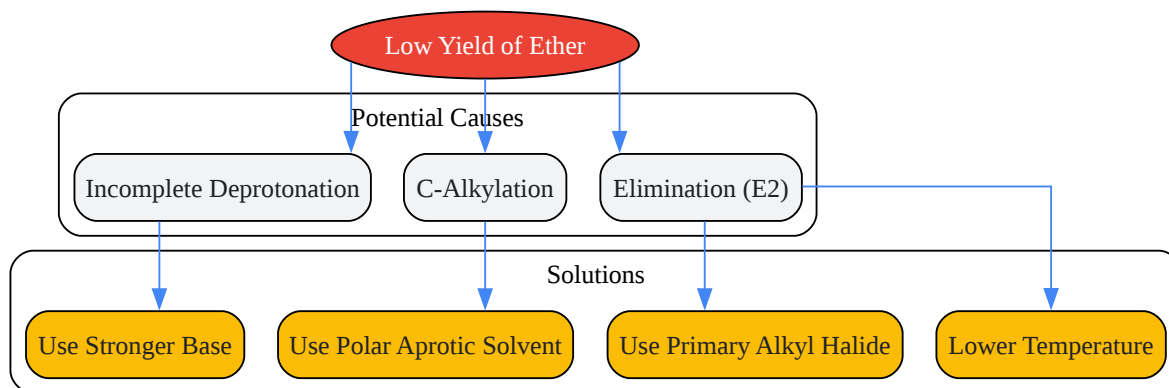 Low Yield of Ether
Potential Causes
Incomplete Deprotonation
C-Alkylation
Elimination (E2)
Solutions
Use Stronger Base
Use Polar Aprotic Solvent
Use Primary Alkyl Halide
Lower Temperature